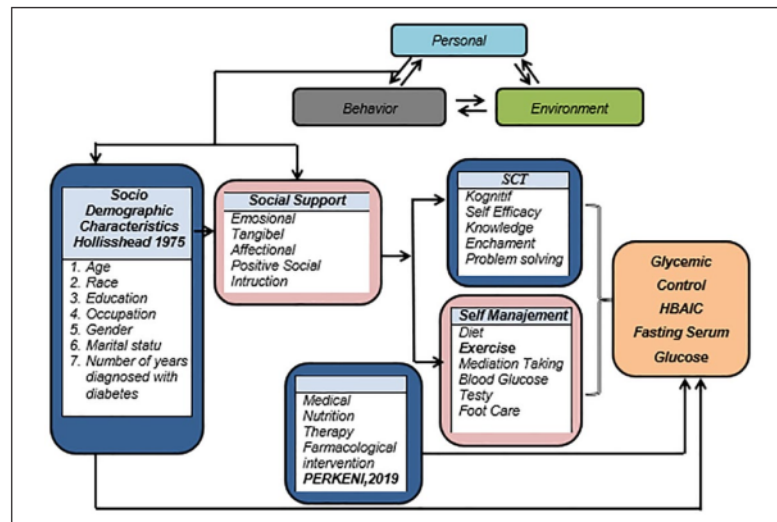 Personal
Behavior
Environment
Socio
Demographic
Characteristics
Hollisshead 1975
1. Age
2. Race
3. Education
4. Occupation
5. Gender
6. Marital statu
7. Number of years
diagnosed with
diabetes
Social Support
Emosional
Tangibel
Affectional
Positive Social
Intruction
SCT
Kognitif
Self Efficacy
Knowledge
Enchament
Problem solving
Self Manajement
Diet
Exercise
Mediation Taking
Blood Glucose
Testy
Foot Care
Medical
Nutrition
Therapy
Farmacological
intervention
PERKENI,2019
Glycemic
Control
HBAIC
Fasting Serum
Glucose